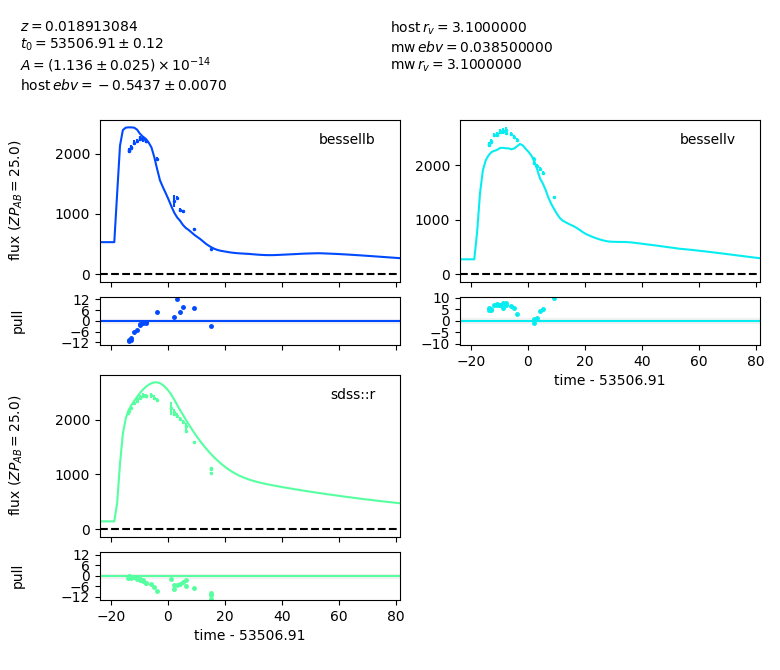 z = 0.018913084
t₀ = 53506.91 ± 0.12
A = (1.136 ± 0.025) × 10⁻¹⁴
host ebv = −0.5437 ± 0.0070
host r_v = 3.1000000
mw ebv = 0.038500000
mw r_v = 3.1000000
flux (ZP_AB = 25.0)
2000
1000
0
bessellb
2000
1000
0
bessellv
pull
12
6
0
−6
−12
10
5
0
−5
−10
−20 0 20 40 60 80
time - 53506.91
flux (ZP_AB = 25.0)
2000
1000
0
sdss::r
pull
12
6
0
−6
−12
−20 0 20 40 60 80
time - 53506.91